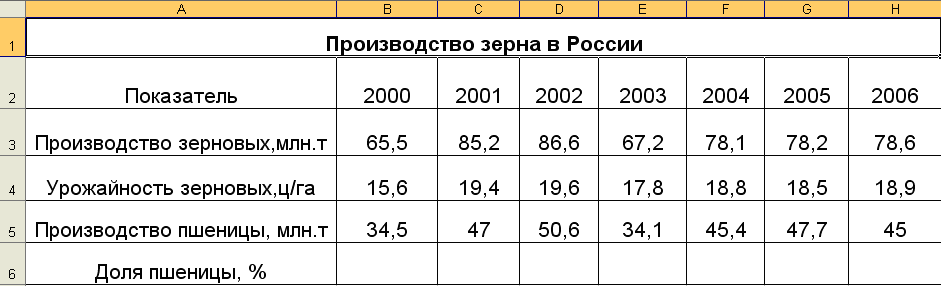 A B C D E F G H
1 Производство зерна в России
2 Показатель 2000 2001 2002 2003 2004 2005 2006
3 Производство зерновых,млн.т 65,5 85,2 86,6 67,2 78,1 78,2 78,6
4 Урожайность зерновых,ц/га 15,6 19,4 19,6 17,8 18,8 18,5 18,9
5 Производство пшеницы, млн.т 34,5 47 50,6 34,1 45,4 47,7 45
6 Доля пшеницы, %